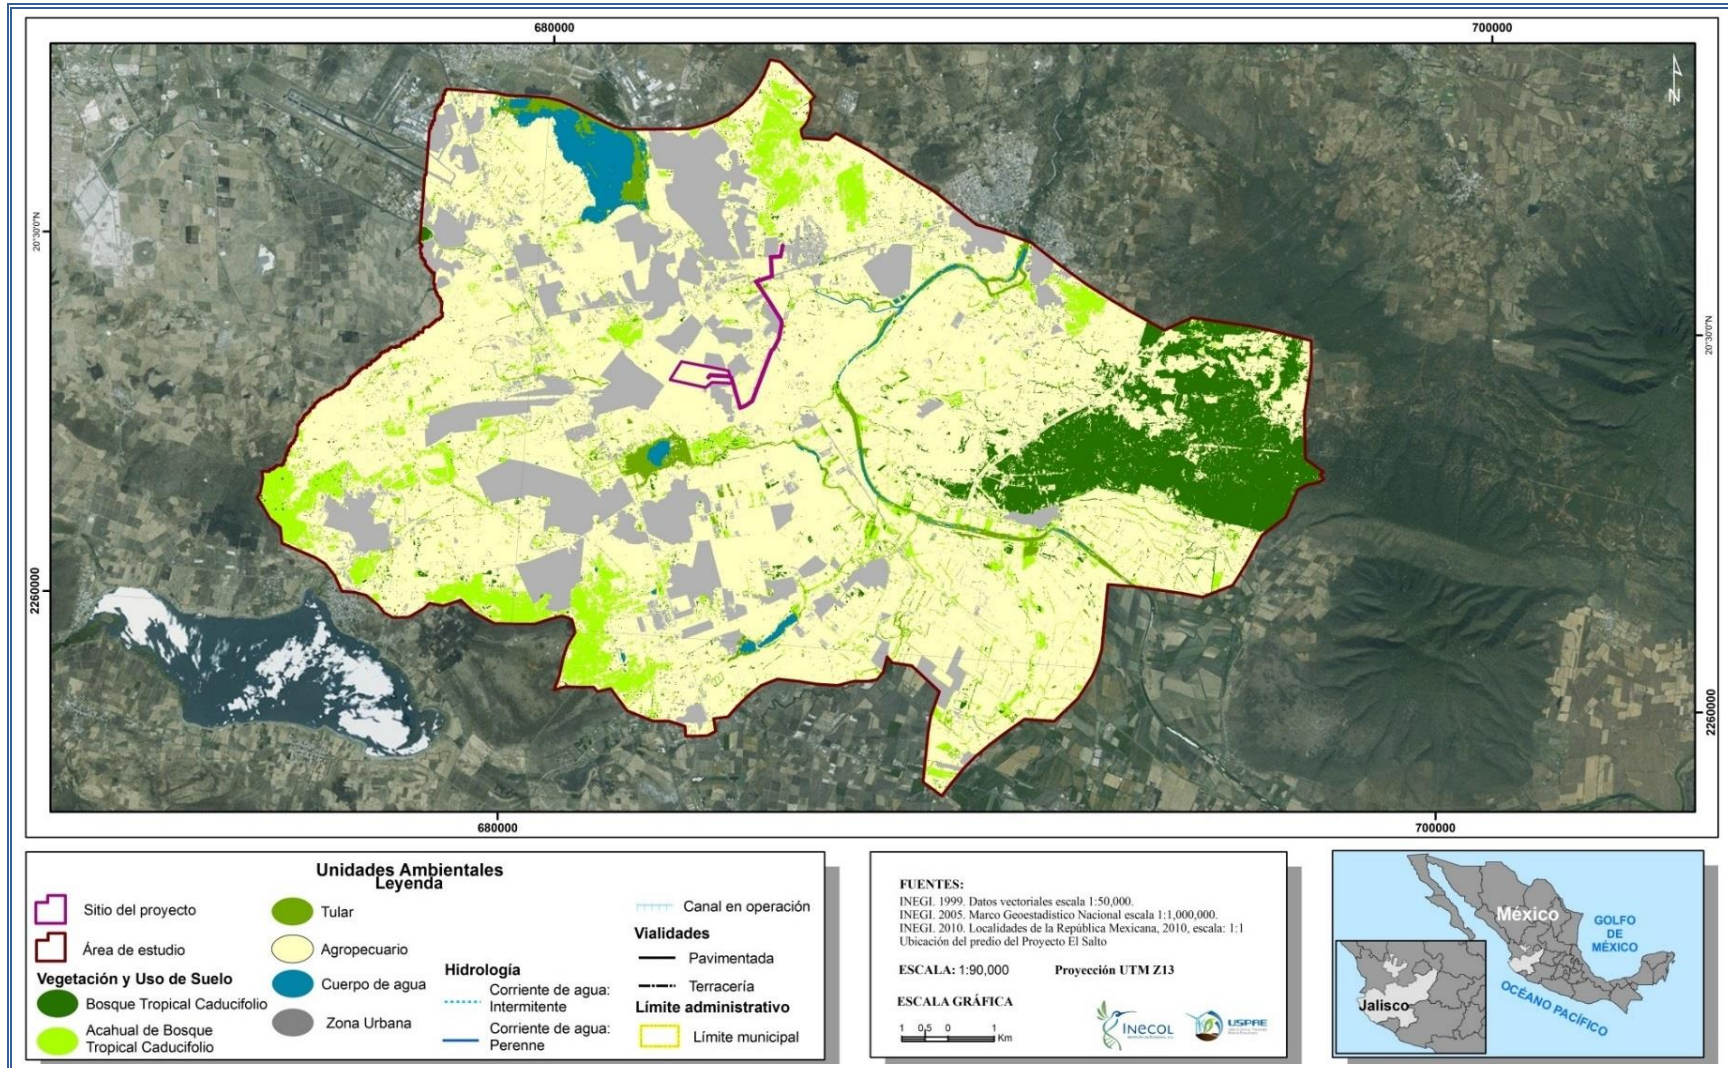 680000
700000
N
20°30'0"N
20°30'0"N
2260000
2260000
680000
700000
Unidades Ambientales
Leyenda
Sitio del proyecto
Área de estudio
Vegetación y Uso de Suelo
Bosque Tropical Caducifolio
Acahual de Bosque
Tropical Caducifolio
Tular
Agropecuario
Cuerpo de agua
Zona Urbana
Hidrología
Corriente de agua:
Intermitente
Corriente de agua:
Perenne
Canal en operación
Vialidades
Pavimentada
Terracería
Límite administrativo
Límite municipal
FUENTES:
INEGI. 1999. Datos vectoriales escala 1:50,000.
INEGI. 2005. Marco Geoestadístico Nacional escala 1:1,000,000.
INEGI. 2010. Localidades de la República Mexicana, 2010, escala: 1:1
Ubicación del predio del Proyecto El Salto
ESCALA: 1:90,000 Proyección UTM Z13
ESCALA GRÁFICA
1 0.5 0 1
Km
INECOL
USPAE
México
GOLFO
DE
MÉXICO
OCÉANO PACÍFICO
Jalisco